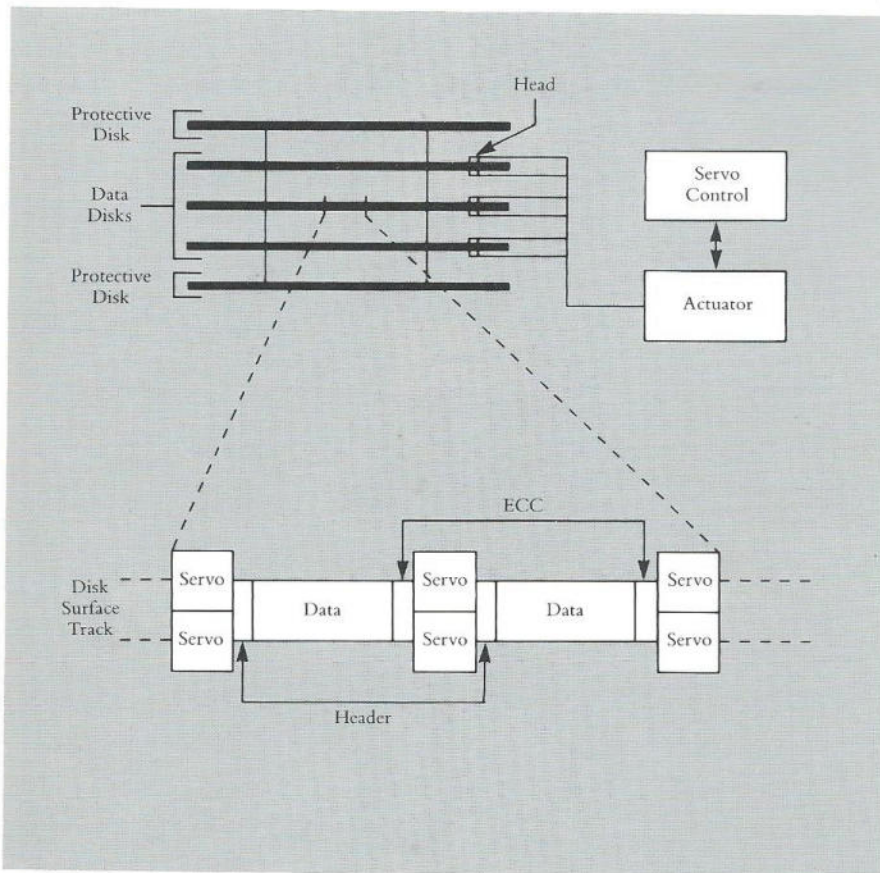 Head
Protective
Disk
Data
Disks
Protective
Disk
Servo
Control
Actuator
ECC
Disk
Surface
Track
Servo
Servo
Servo
Data
Data
Servo
Servo
Servo
Header